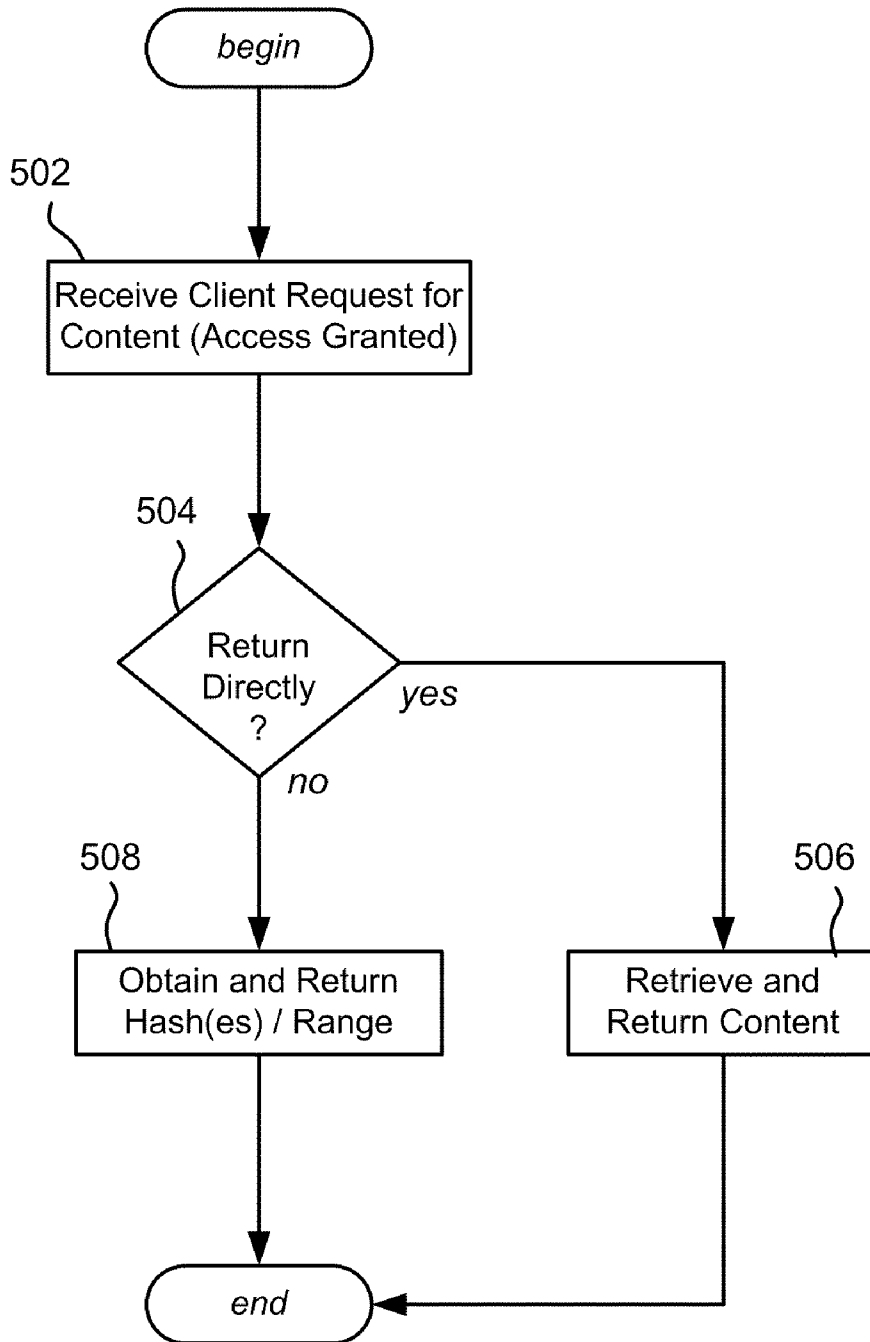 begin
502
Receive Client Request for
Content (Access Granted)
504
Return
Directly
?
yes
no
508
Obtain and Return
Hash(es) / Range
506
Retrieve and
Return Content
end